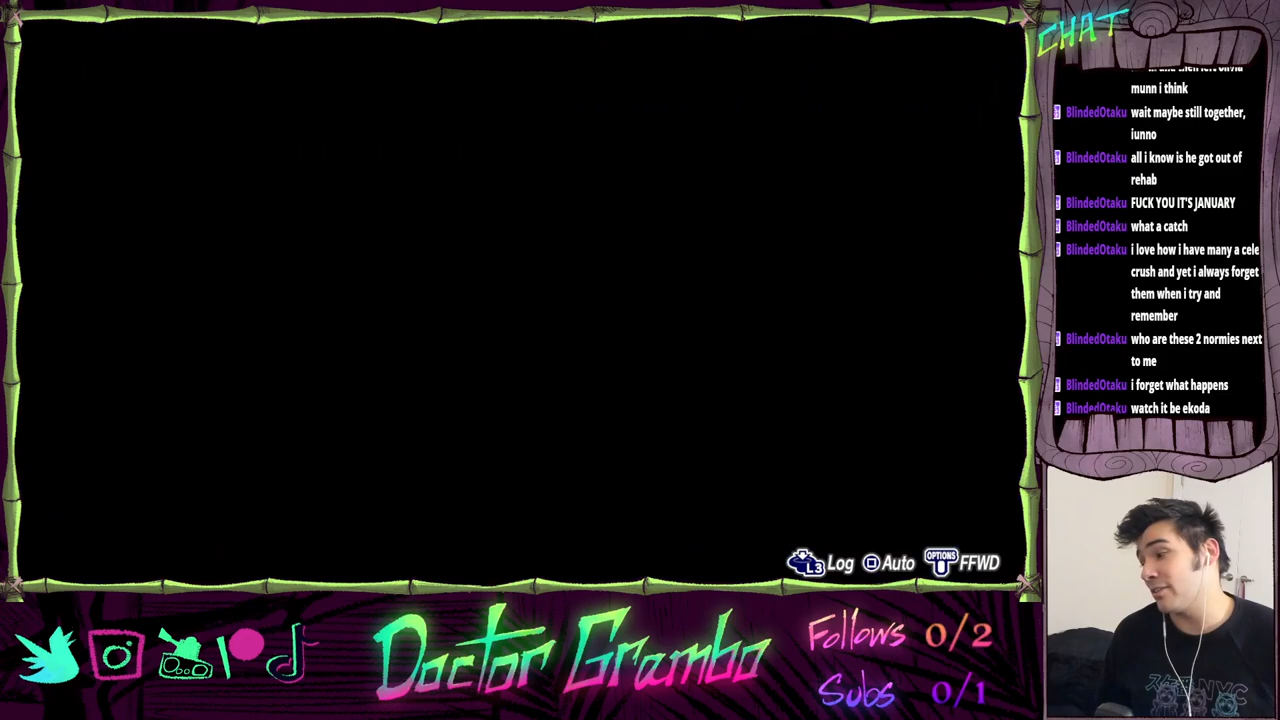 CHAT
munn i think
BlindedOtaku wait maybe still together,
iunno
BlindedOtaku all i know is he got out of
rehab
BlindedOtaku FUCK YOU IT'S JANUARY
BlindedOtaku what a catch
BlindedOtaku i love how i have many a cele
crush and yet i always forget
them when i try and
remember
BlindedOtaku who are these 2 normies next
to me
BlindedOtaku i forget what happens
BlindedOtaku watch it be ekoda
L3 Log Auto OPTIONS FFWD
Doctor Grambo
Follows 0/2
Subs 0/1
NYC